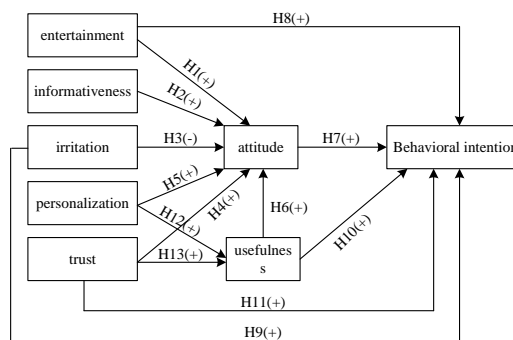 H8(+)
entertainment
H1(+)
informativeness
H2(+)
irritation
H3(-)
attitude
H7(+)
Behavioral intention
H5(+)
personalization
H4(+)
H12(+)
H6(+)
trust
H13(+)
usefulnes
s
H10(+)
H11(+)
H9(+)